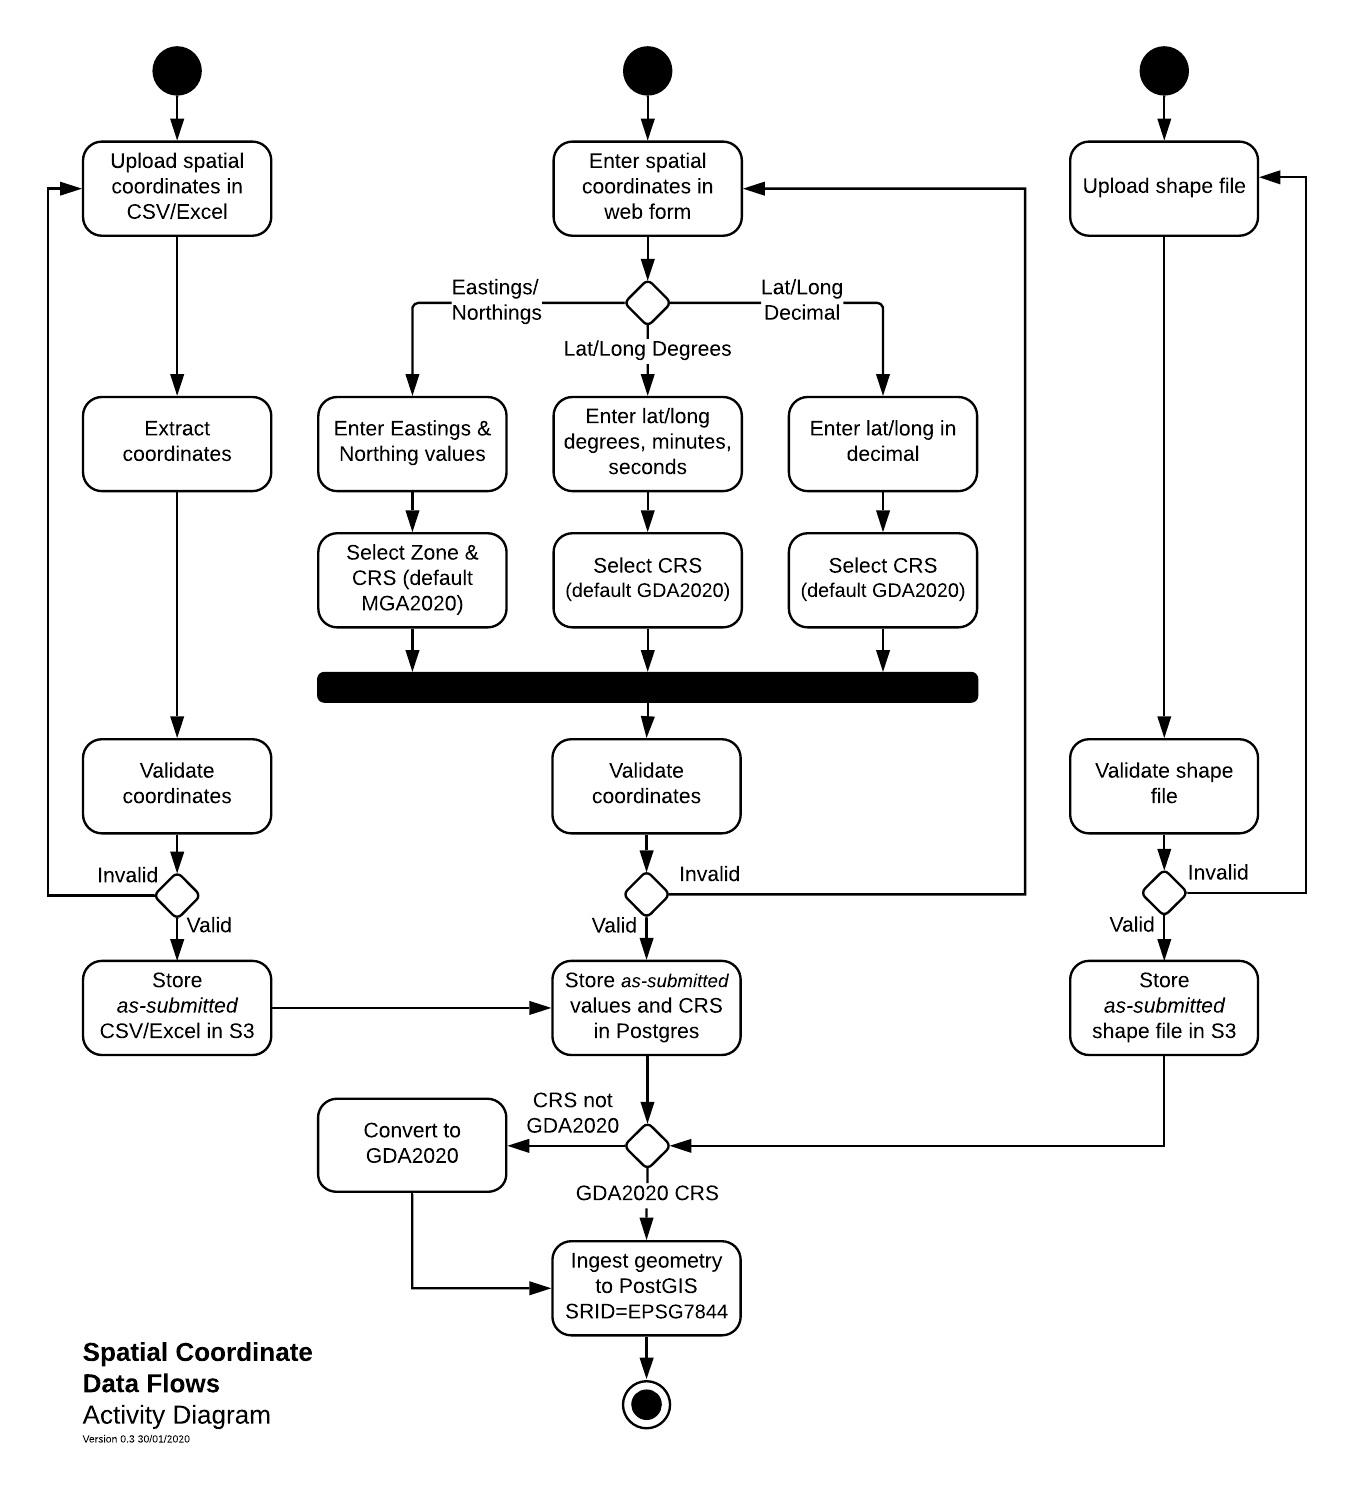 Upload spatial
coordinates in
CSV/Excel
Enter spatial
coordinates in
web form
Upload shape file
Eastings/
Northings
Lat/Long
Decimal
Lat/Long Degrees
Extract
coordinates
Enter Eastings &
Northing values
Enter lat/long
degrees, minutes,
seconds
Enter lat/long in
decimal
Select Zone &
CRS (default
MGA2020)
Select CRS
(default GDA2020)
Select CRS
(default GDA2020)
Validate
coordinates
Validate
coordinates
Validate shape
file
Invalid
Valid
Invalid
Valid
Invalid
Valid
Store
as-submitted
CSV/Excel in S3
Store as-submitted
values and CRS
in Postgres
Store
as-submitted
shape file in S3
CRS not
GDA2020
Convert to
GDA2020
GDA2020 CRS
Ingest geometry
to PostGIS
SRID=EPSG7844
Spatial Coordinate
Data Flows
Activity Diagram
Version 0.3 30/01/2020